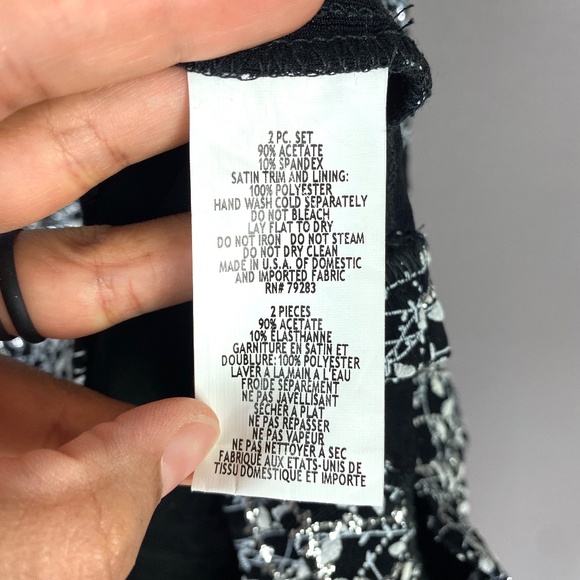 2 PC. SET
90% ACETATE
10% SPANDEX
SATIN TRIM AND LINING:
100% POLYESTER
HAND WASH COLD SEPARATELY
DO NOT BLEACH
LAY FLAT TO DRY
DO NOT IRON DO NOT STEAM
DO NOT DRY CLEAN
MADE IN U.S.A. OF DOMESTIC
AND IMPORTED FABRIC
RN# 79283
2 PIECES
90% ACETATE
10% ELASTHANNE
GARNITURE EN SATIN ET
DOUBLURE: 100% POLYESTER
LAVER A LA MAIN A L'EAU
FROIDE SEPAREMENT
NE PAS JAVELLISANT
SECHER A PLAT
NE PAS REPASSER
NE PAS VAPEUR
NE PAS NETTOYER A SEC
FABRIQUE AUX ETATS-UNIS DE
TISSU DOMESTIQUE ET IMPORTE